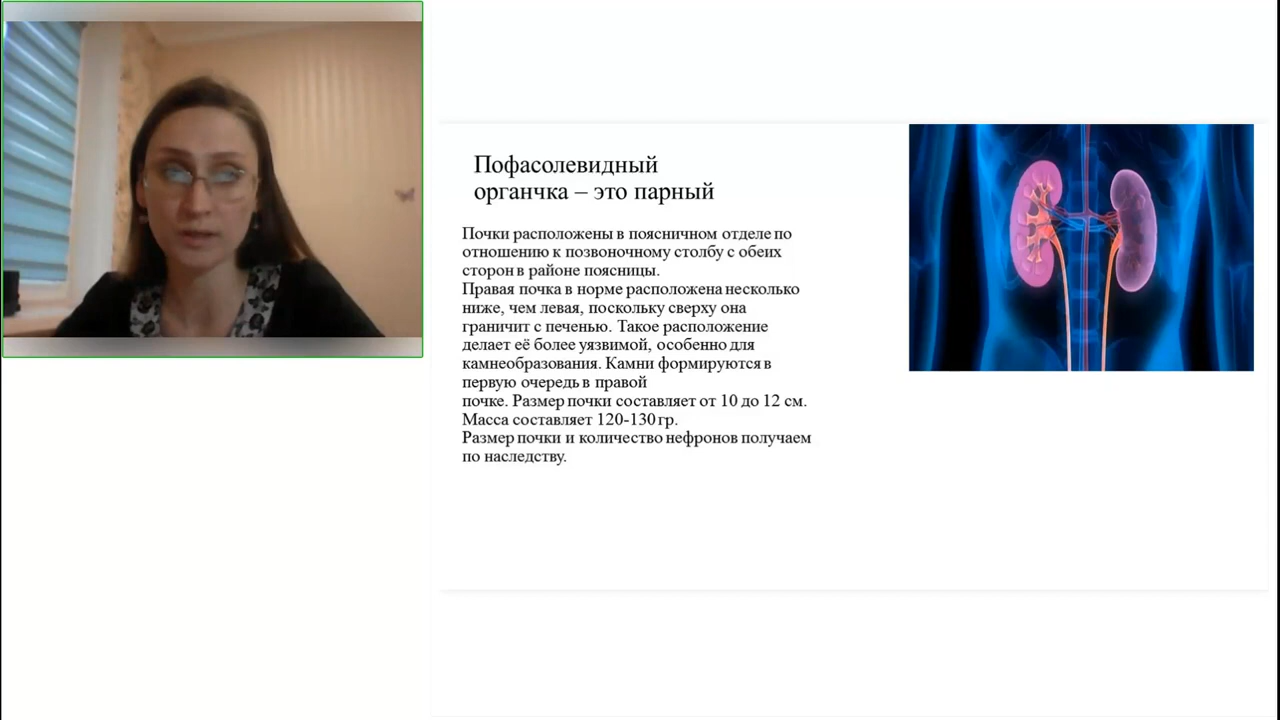 Пофасолевидный
органчка – это парный
Почки расположены в поясничном отделе по
отношению к позвоночному столбу с обеих
сторон в районе поясницы.
Правая почка в норме расположена несколько
ниже, чем левая, поскольку сверху она
граничит с печенью. Такое расположение
делает её более уязвимой, особенно для
камнеобразования. Камни формируются в
первую очередь в правой
почке. Размер почки составляет от 10 до 12 см.
Масса составляет 120-130 гр.
Размер почки и количество нефронов получаем
по наследству.